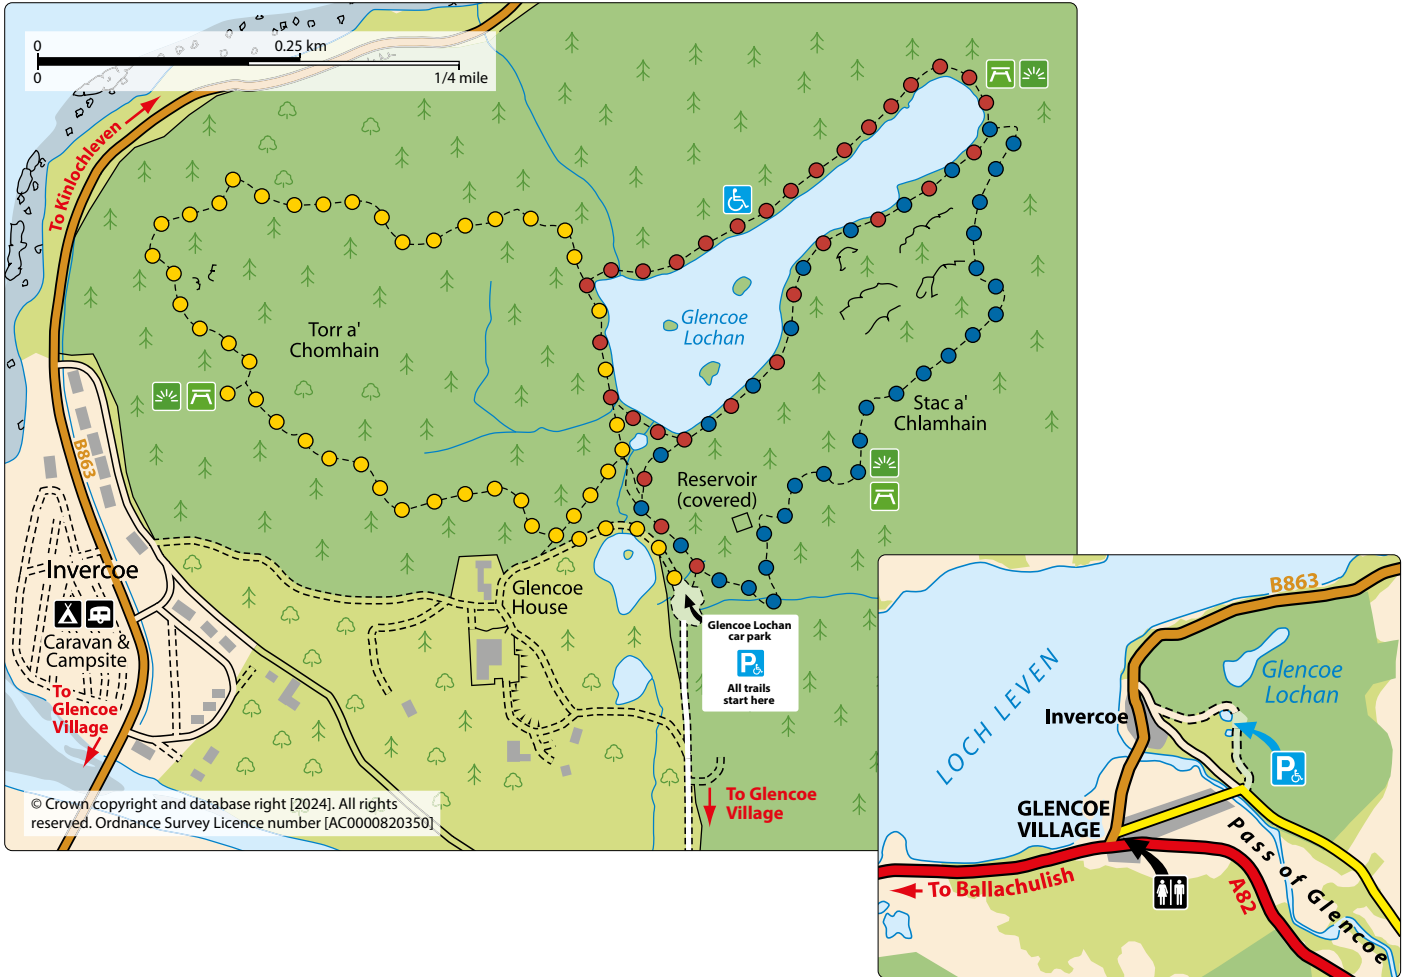 0
0.25 km
0
1/4 mile
To Kinlochleven
Torr a'
Chomhain
Glencoe
Lochan
Stac a'
Chlamhain
Reservoir
(covered)
B863
Invercoe
Caravan &
Campsite
To
Glencoe
Village
Glencoe
House
Glencoe Lochan
car park
P
All trails
start here
To Glencoe
Village
© Crown copyright and database right [2024]. All rights
reserved. Ordnance Survey Licence number [AC0000820350]
B863
LOCH LEVEN
Glencoe
Lochan
Invercoe
P
GLENCOE
VILLAGE
Pass of Glencoe
To Ballachulish
A82